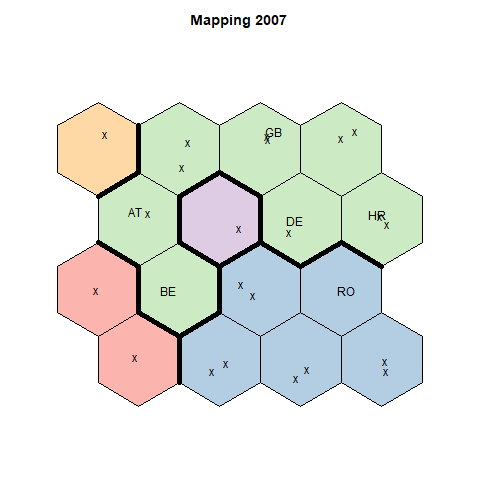 Mapping 2007
x x x GB x x x
x
AT x x DE x HR x x
x BE x x RO
x x x x x x x